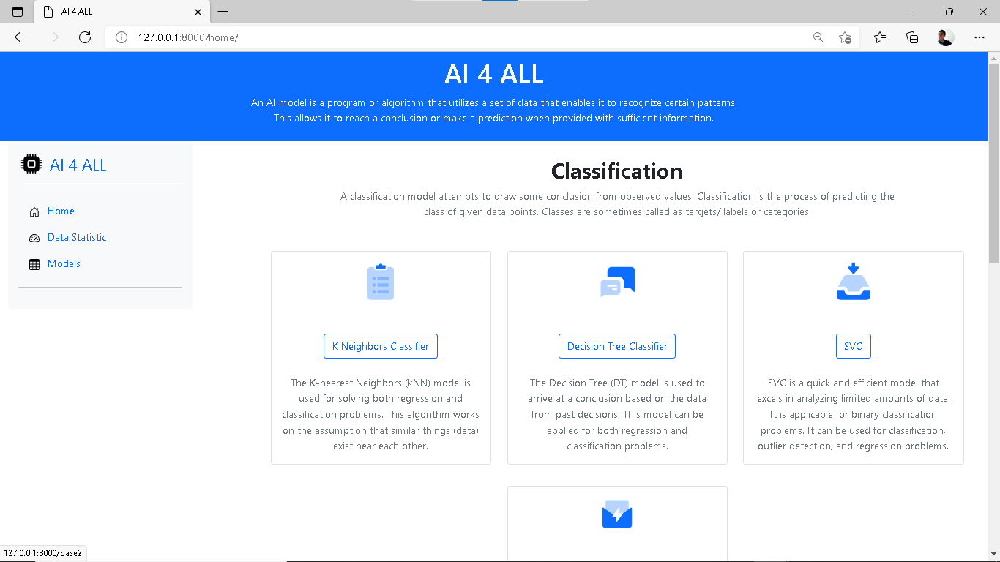 AI 4 ALL
127.0.0.1:8000/home/
AI 4 ALL
An AI model is a program or algorithm that utilizes a set of data that enables it to recognize certain patterns.
This allows it to reach a conclusion or make a prediction when provided with sufficient information.
AI 4 ALL
Home
Data Statistic
Models
Classification
A classification model attempts to draw some conclusion from observed values. Classification is the process of predicting the
class of given data points. Classes are sometimes called as targets/ labels or categories.
K Neighbors Classifier
The K-nearest Neighbors (kNN) model is
used for solving both regression and
classification problems. This algorithm works
on the assumption that similar things (data)
exist near each other.
Decision Tree Classifier
The Decision Tree (DT) model is used to
arrive at a conclusion based on the data
from past decisions. This model can be
applied for both regression and
classification problems.
SVC
SVC is a quick and efficient model that
excels in analyzing limited amounts of data.
It is applicable for binary classification
problems. It can be used for classification,
outlier detection, and regression problems.
127.0.0.1:8000/base2